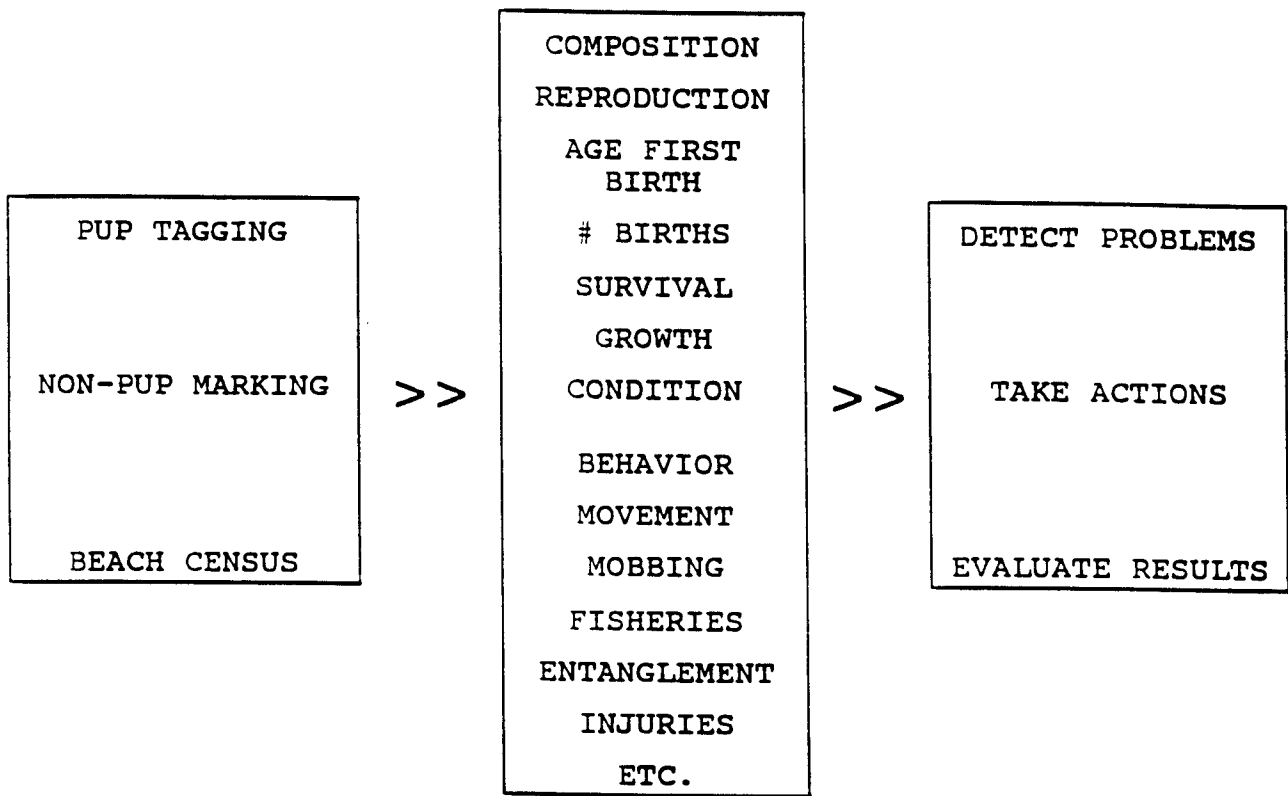 PUP TAGGING
NON-PUP MARKING
BEACH CENSUS
>>
COMPOSITION
REPRODUCTION
AGE FIRST
BIRTH
# BIRTHS
SURVIVAL
GROWTH
CONDITION
BEHAVIOR
MOVEMENT
MOBBING
FISHERIES
ENTANGLEMENT
INJURIES
ETC.
>>
DETECT PROBLEMS
TAKE ACTIONS
EVALUATE RESULTS